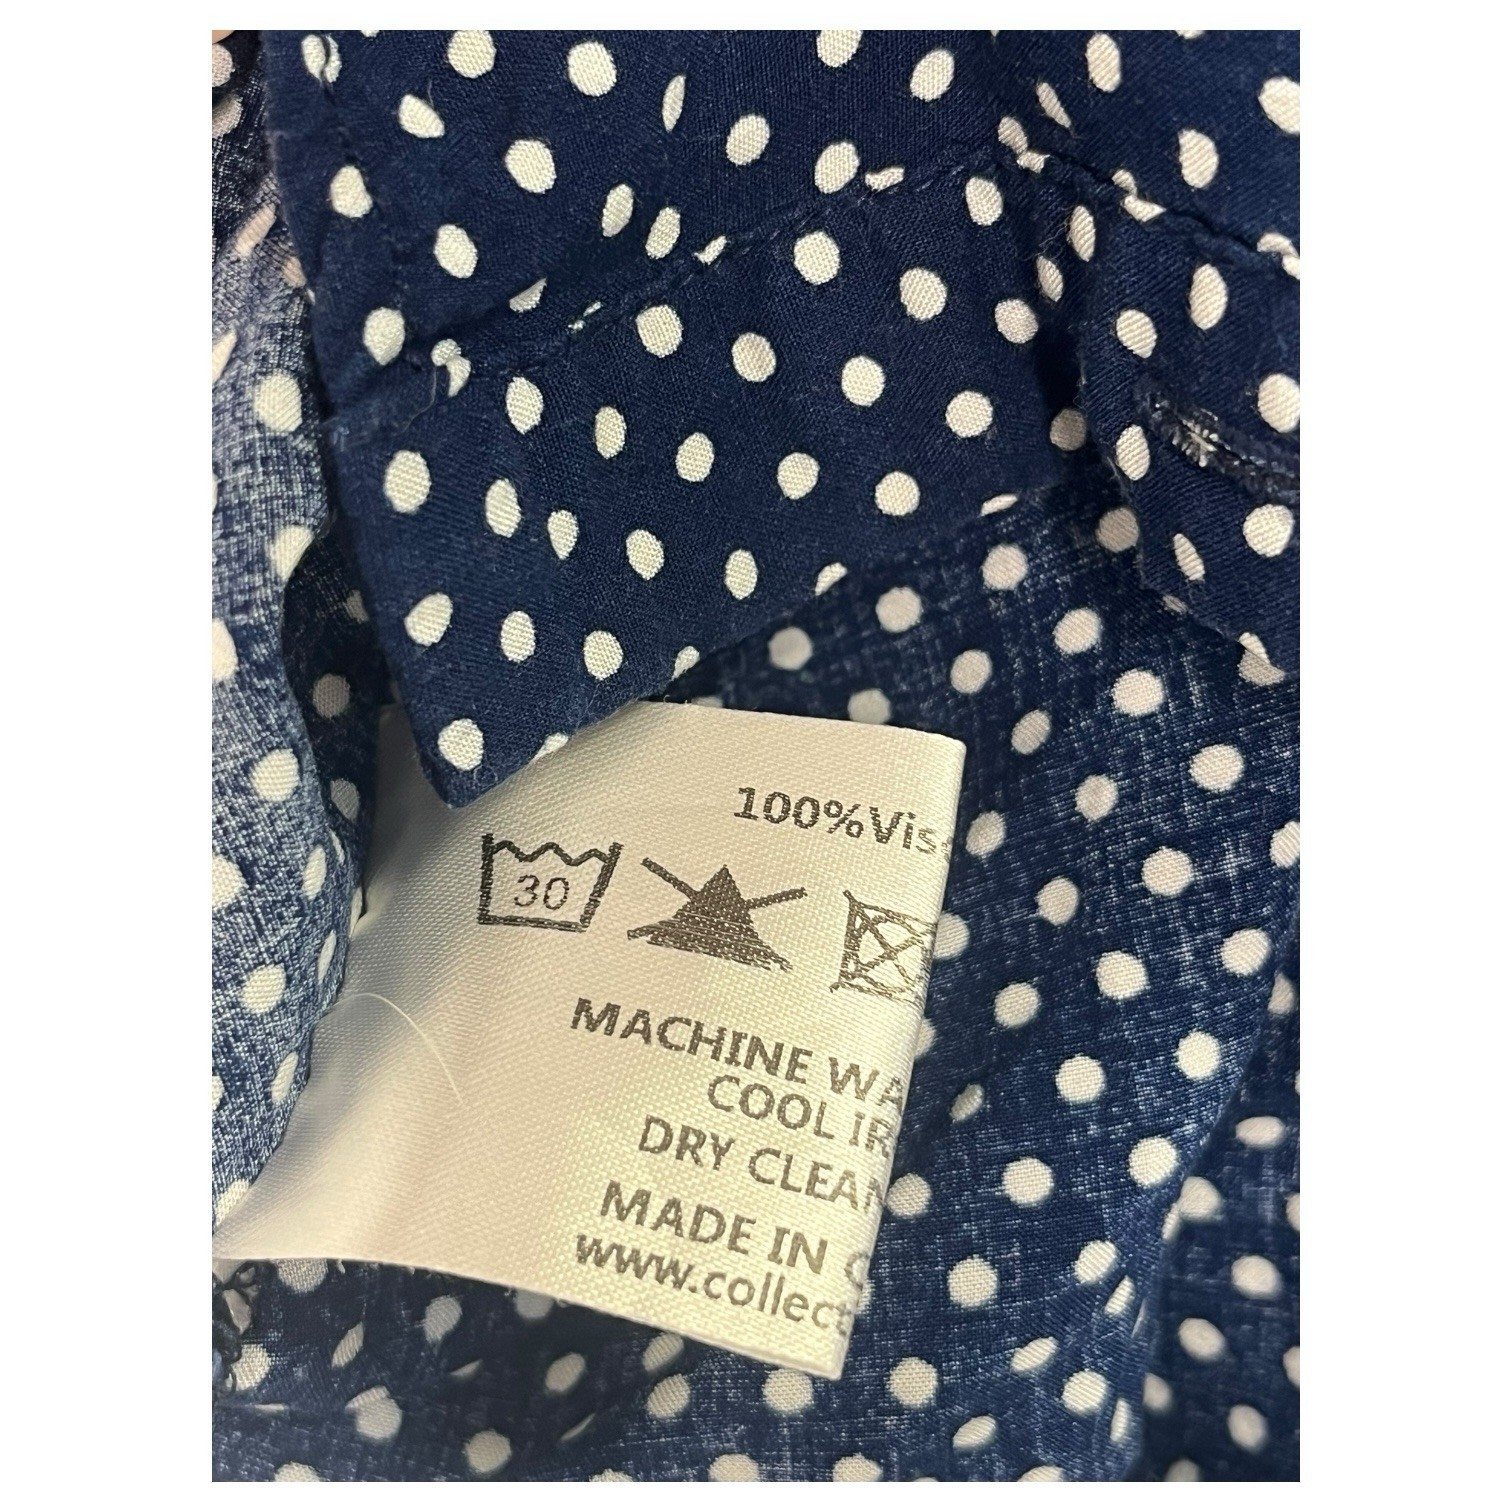 100%Vis
30
MACHINE WA
COOL IR
DRY CLEAN
MADE IN C
www.collect